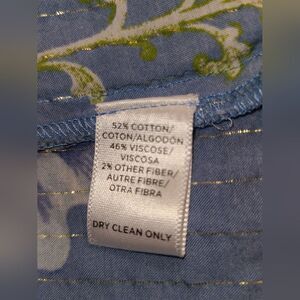 52% COTTON/
COTON/ALGODÓN
46% VISCOSE/
VISCOSA
2% OTHER FIBER/
AUTRE FIBRE/
OTRA FIBRA
DRY CLEAN ONLY